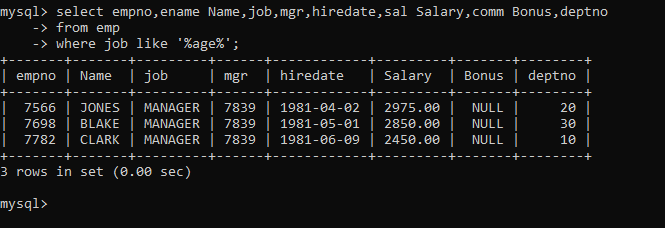 mysql> select empno,ename Name,job,mgr,hiredate,sal Salary,comm Bonus,deptno
    -> from emp
    -> where job like '%age%';
+-------+-------+---------+------+------------+---------+-------+--------+
| empno | Name  | job     | mgr  | hiredate   | Salary  | Bonus | deptno |
+-------+-------+---------+------+------------+---------+-------+--------+
|  7566 | JONES | MANAGER | 7839 | 1981-04-02 | 2975.00 |  NULL |     20 |
|  7698 | BLAKE | MANAGER | 7839 | 1981-05-01 | 2850.00 |  NULL |     30 |
|  7782 | CLARK | MANAGER | 7839 | 1981-06-09 | 2450.00 |  NULL |     10 |
+-------+-------+---------+------+------------+---------+-------+--------+
3 rows in set (0.00 sec)
mysql>